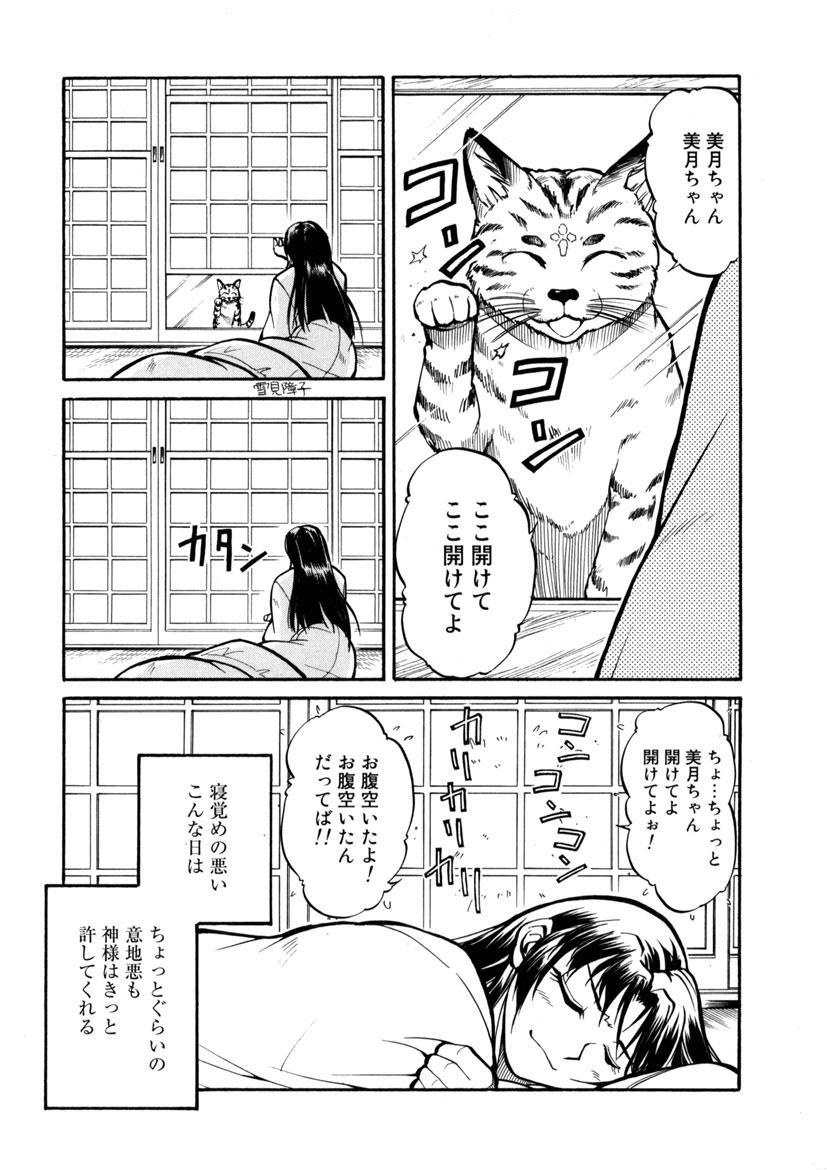 美月ちゃん
美月ちゃん
コン
コン
ここ開けて
ここ開けてよ
雪見障子
カタン
ちょ…ちょっと
美月ちゃん
開けてよ
開けてよぉ！
コンコンコン
カリカリカリ
お腹空いたよ！
お腹空いたん
だってば!!
寝覚めの悪い
こんな日は
ちょっとぐらいの
意地悪も
神様はきっと
許してくれる